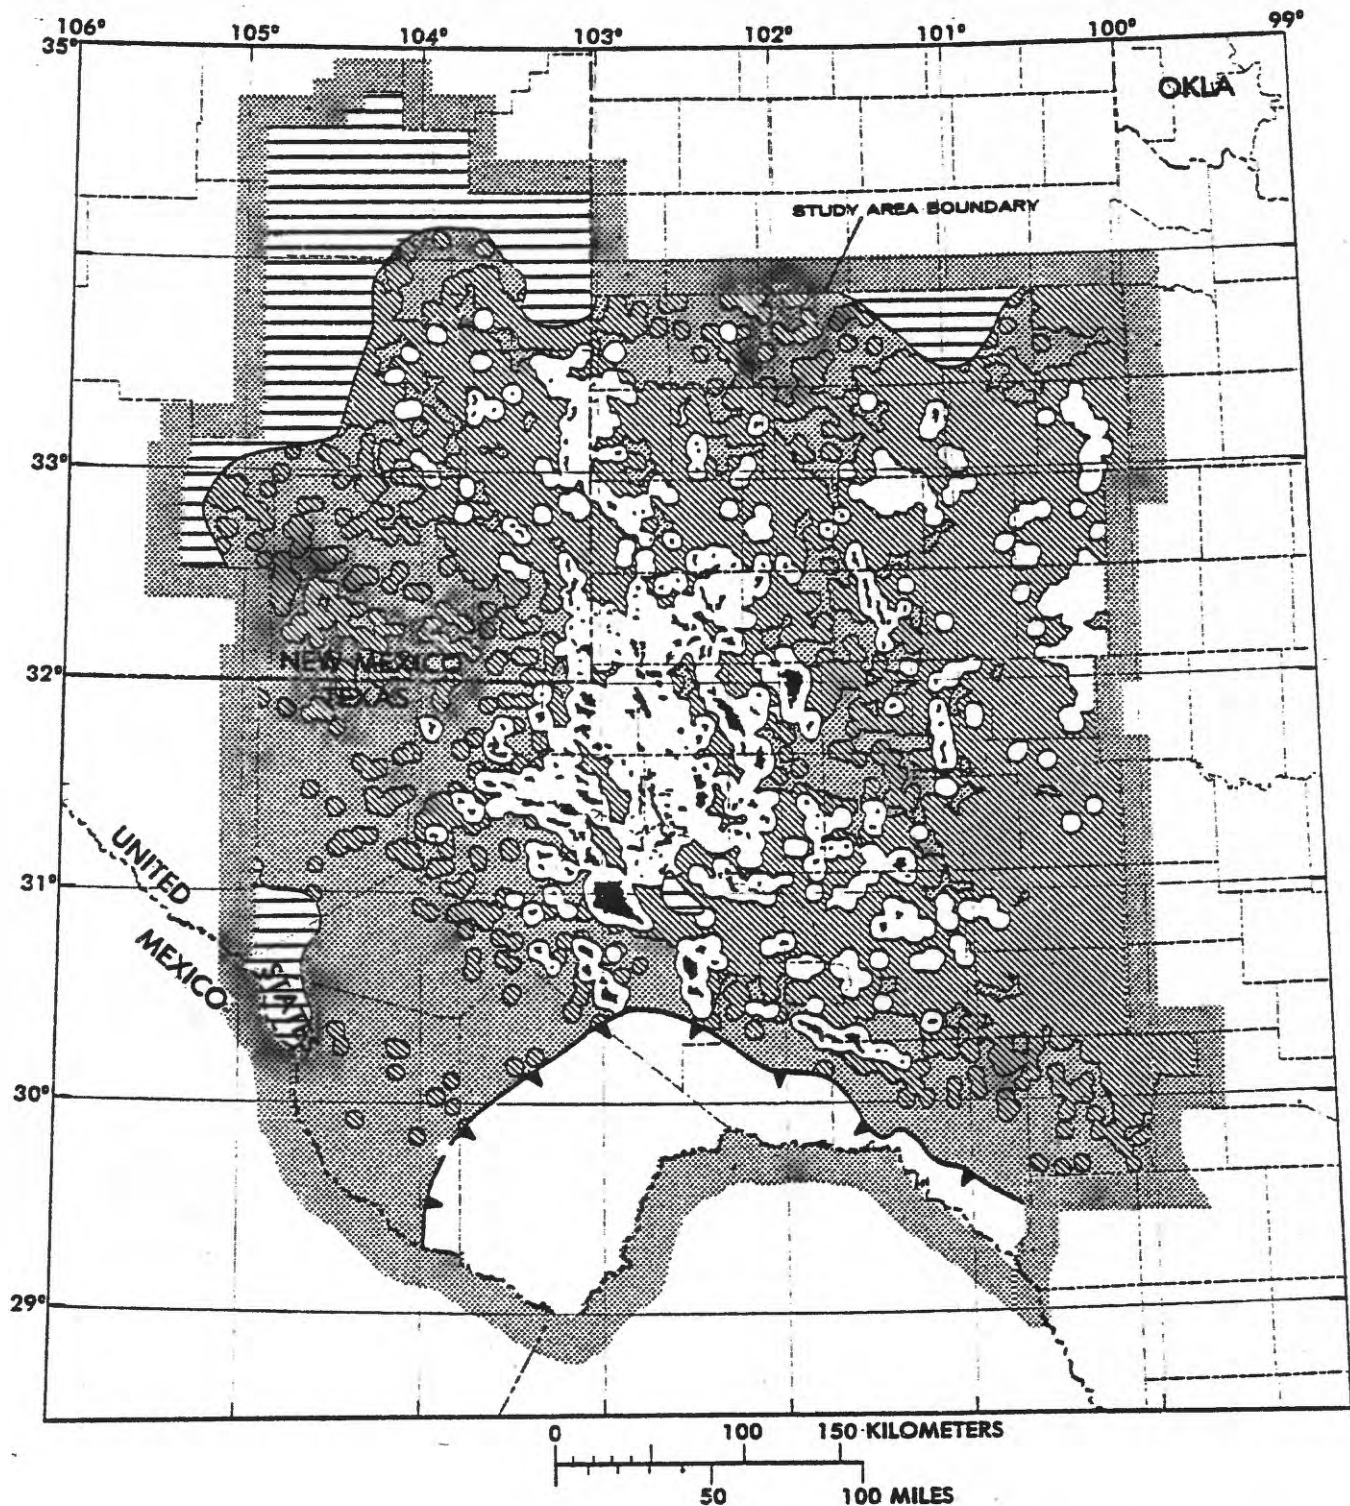 106° 105° 104° 103° 102° 101° 100° 99°
35°
OKLA
STUDY AREA BOUNDARY
33°
32°
NEW MEXICO
TEXAS
UNITED
STATES
MEXICO
31°
30°
29°
0 100 150 KILOMETERS
50 100 MILES